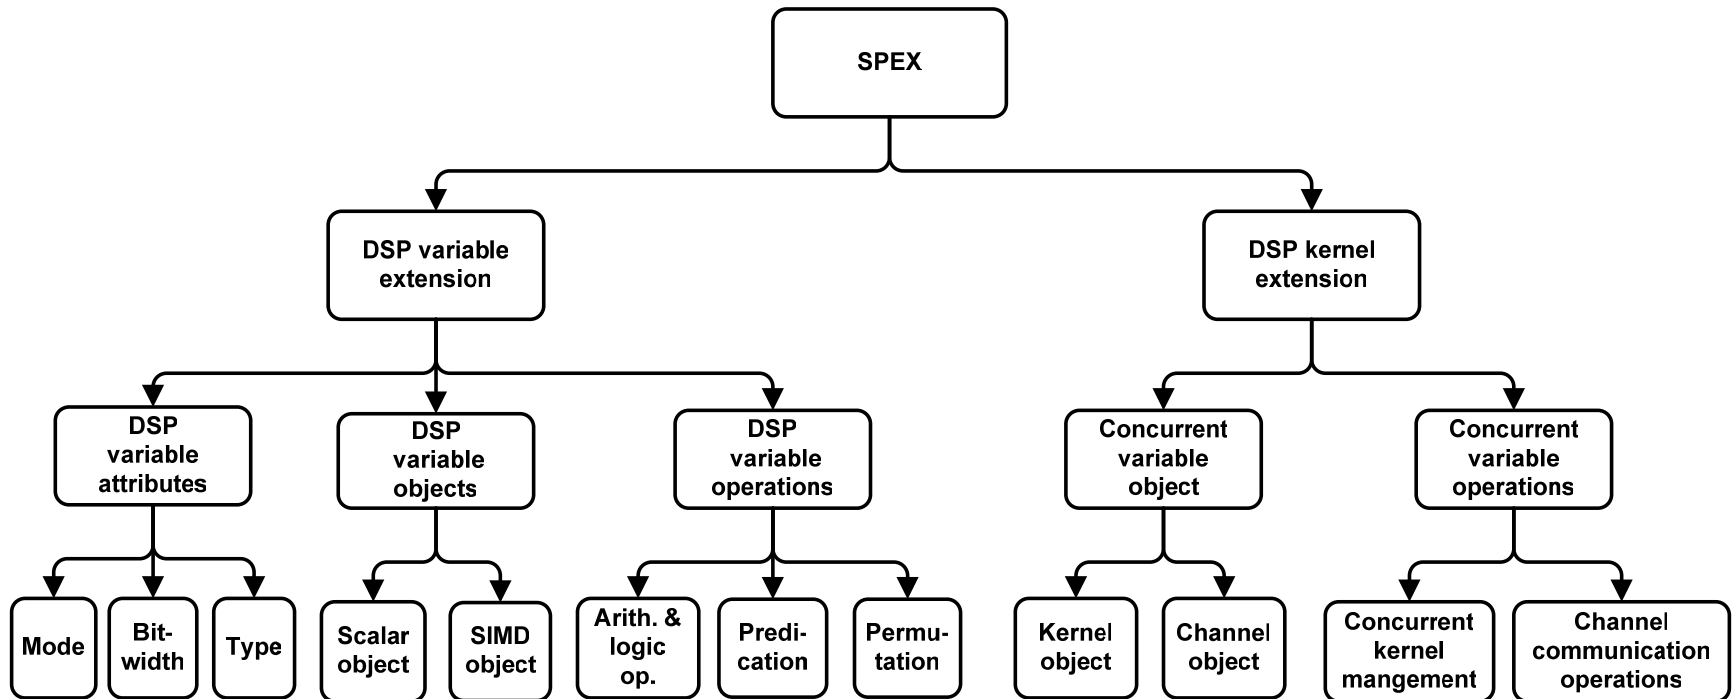 SPEX
DSP variable
extension
DSP kernel
extension
DSP
variable
attributes
DSP
variable
objects
DSP
variable
operations
Concurrent
variable
object
Concurrent
variable
operations
Mode
Bit-
width
Type
Scalar
object
SIMD
object
Arith. &
logic
op.
Predi-
cation
Permu-
tation
Kernel
object
Channel
object
Concurrent
kernel
mangement
Channel
communication
operations